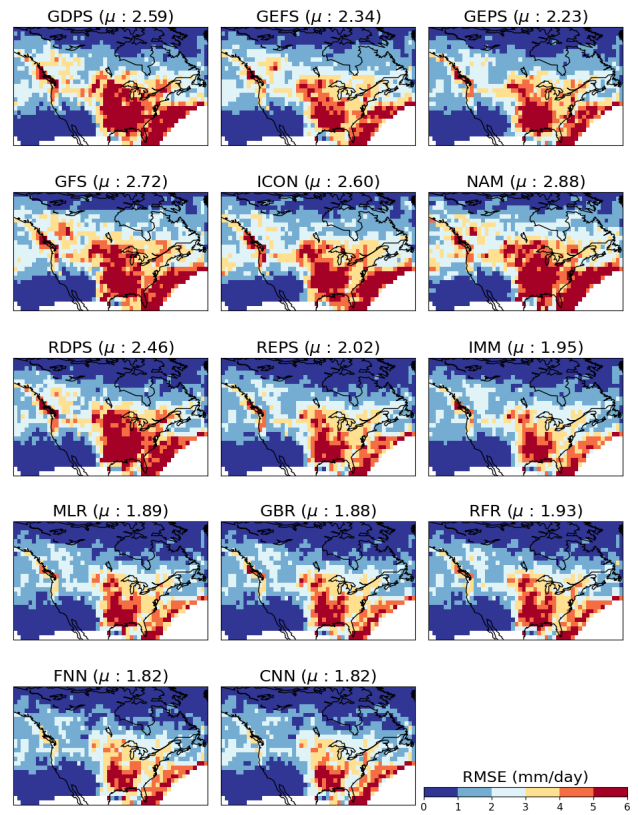 GDPS (μ : 2.59) GEFS (μ : 2.34) GEPS (μ : 2.23)
GFS (μ : 2.72) ICON (μ : 2.60) NAM (μ : 2.88)
RDPS (μ : 2.46) REPS (μ : 2.02) IMM (μ : 1.95)
MLR (μ : 1.89) GBR (μ : 1.88) RFR (μ : 1.93)
FNN (μ : 1.82) CNN (μ : 1.82)
RMSE (mm/day)
0 1 2 3 4 5 6